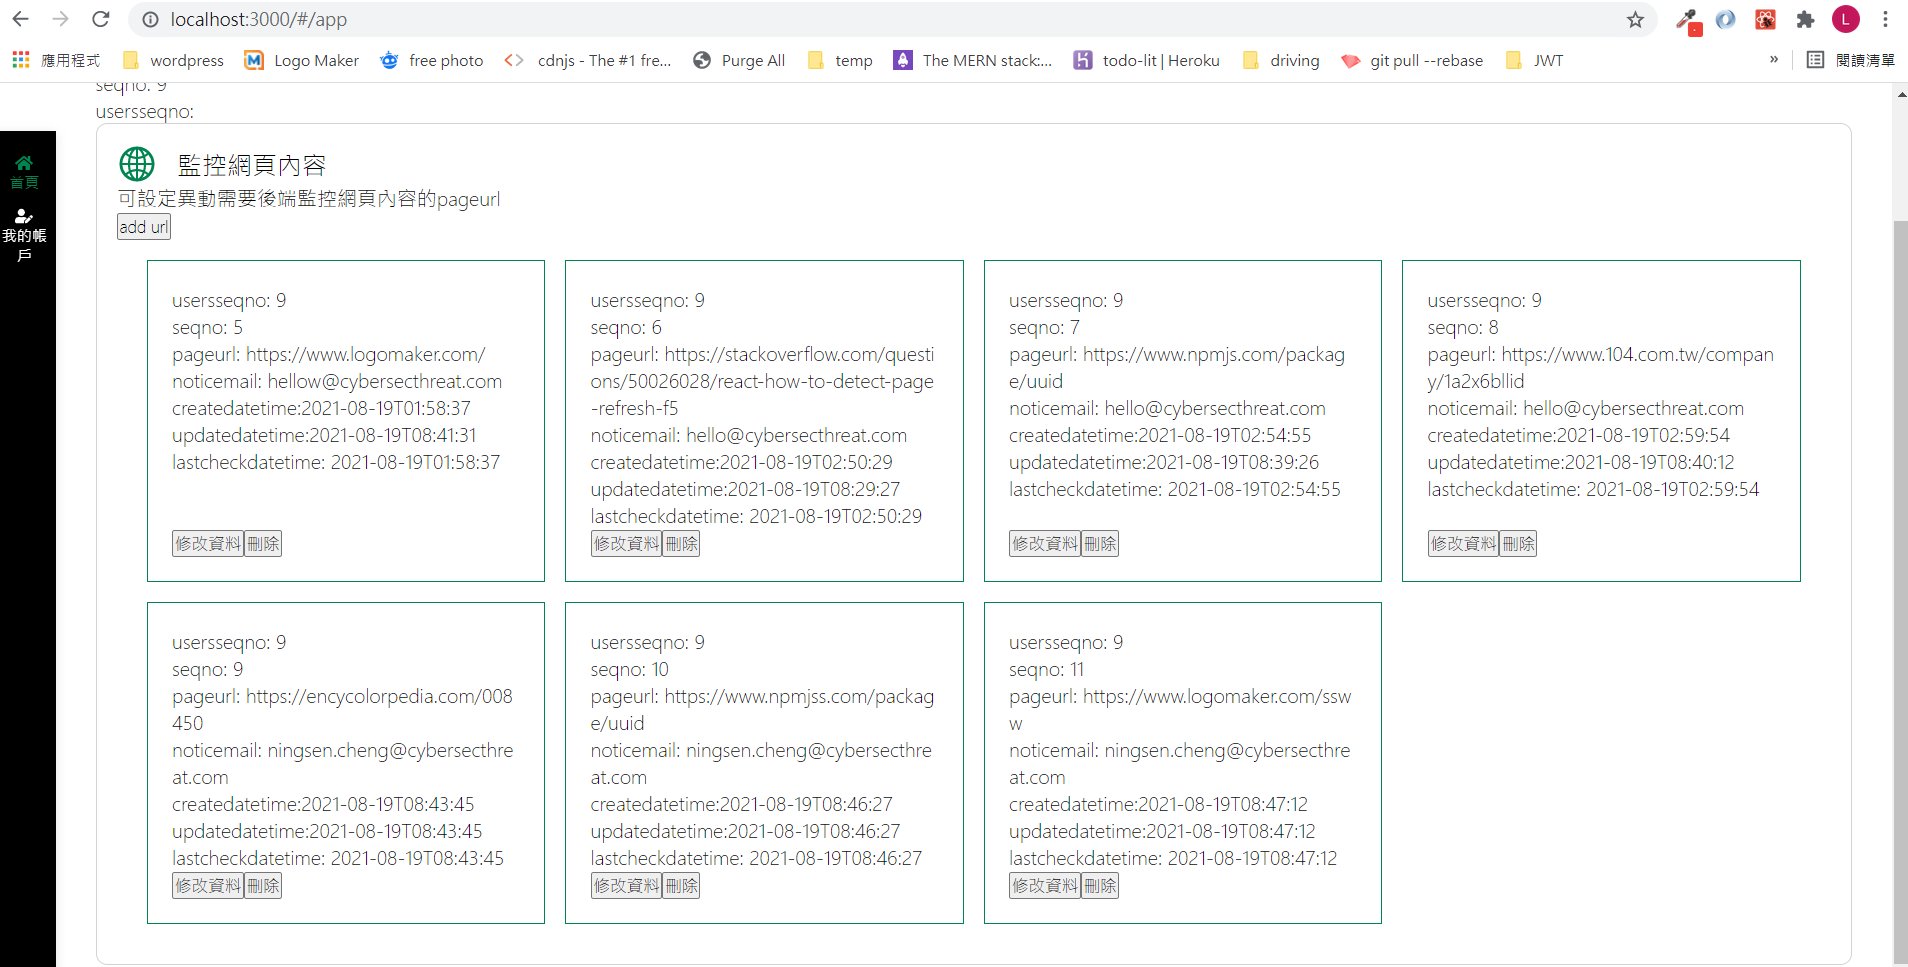 localhost:3000/#/app
L
應用程式
wordpress
Logo Maker
free photo
cdnjs - The #1 fre...
Purge All
temp
The MERN stack:...
todo-lit | Heroku
driving
git pull --rebase
JWT
»
閱讀清單
seqno: 9
usersseqno:
首頁
我的帳
戶
監控網頁內容
可設定異動需要後端監控網頁內容的pageurl
add url
usersseqno: 9
seqno: 5
pageurl: https://www.logomaker.com/
noticemail: hellow@cybersecthreat.com
createdatetime:2021-08-19T01:58:37
updatedatetime:2021-08-19T08:41:31
lastcheckdatetime: 2021-08-19T01:58:37
修改資料 刪除
usersseqno: 9
seqno: 6
pageurl: https://stackoverflow.com/questi
ons/50026028/react-how-to-detect-page
-refresh-f5
noticemail: hello@cybersecthreat.com
createdatetime:2021-08-19T02:50:29
updatedatetime:2021-08-19T08:29:27
lastcheckdatetime: 2021-08-19T02:50:29
修改資料 刪除
usersseqno: 9
seqno: 7
pageurl: https://www.npmjs.com/packag
e/uuid
noticemail: hello@cybersecthreat.com
createdatetime:2021-08-19T02:54:55
updatedatetime:2021-08-19T08:39:26
lastcheckdatetime: 2021-08-19T02:54:55
修改資料 刪除
usersseqno: 9
seqno: 8
pageurl: https://www.104.com.tw/compan
y/1a2x6bllid
noticemail: hello@cybersecthreat.com
createdatetime:2021-08-19T02:59:54
updatedatetime:2021-08-19T08:40:12
lastcheckdatetime: 2021-08-19T02:59:54
修改資料 刪除
usersseqno: 9
seqno: 9
pageurl: https://encycolorpedia.com/008
450
noticemail: ningsen.cheng@cybersecthre
at.com
createdatetime:2021-08-19T08:43:45
updatedatetime:2021-08-19T08:43:45
lastcheckdatetime: 2021-08-19T08:43:45
修改資料 刪除
usersseqno: 9
seqno: 10
pageurl: https://www.npmjss.com/packag
e/uuid
noticemail: ningsen.cheng@cybersecthre
at.com
createdatetime:2021-08-19T08:46:27
updatedatetime:2021-08-19T08:46:27
lastcheckdatetime: 2021-08-19T08:46:27
修改資料 刪除
usersseqno: 9
seqno: 11
pageurl: https://www.logomaker.com/ssw
w
noticemail: ningsen.cheng@cybersecthre
at.com
createdatetime:2021-08-19T08:47:12
updatedatetime:2021-08-19T08:47:12
lastcheckdatetime: 2021-08-19T08:47:12
修改資料 刪除